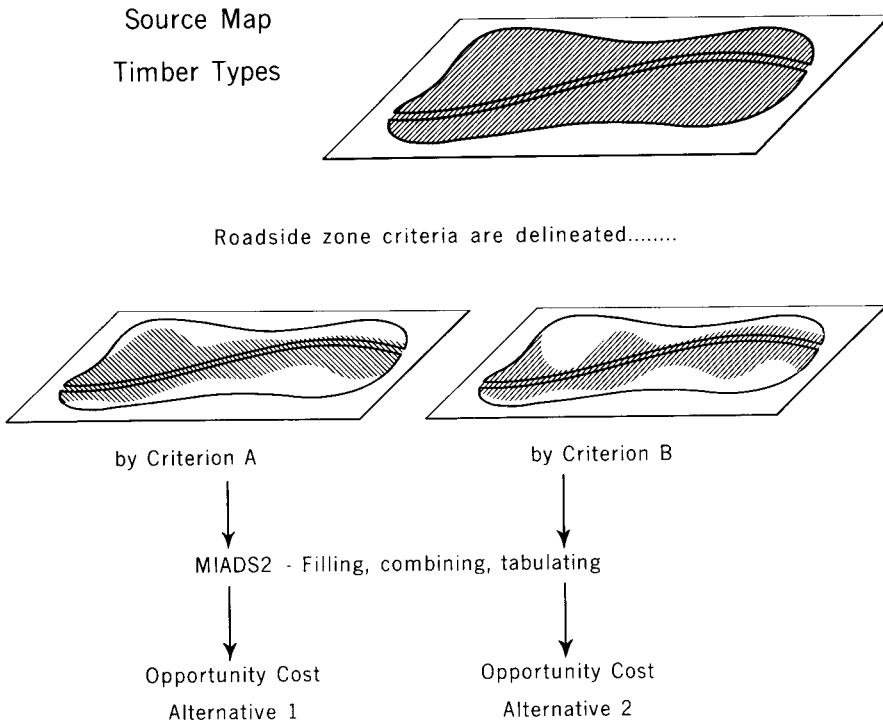 Source Map
Timber Types
Roadside zone criteria are delineated........
by Criterion A
by Criterion B
MIADS2 - Filling, combining, tabulating
Opportunity Cost
Alternative 1
Opportunity Cost
Alternative 2